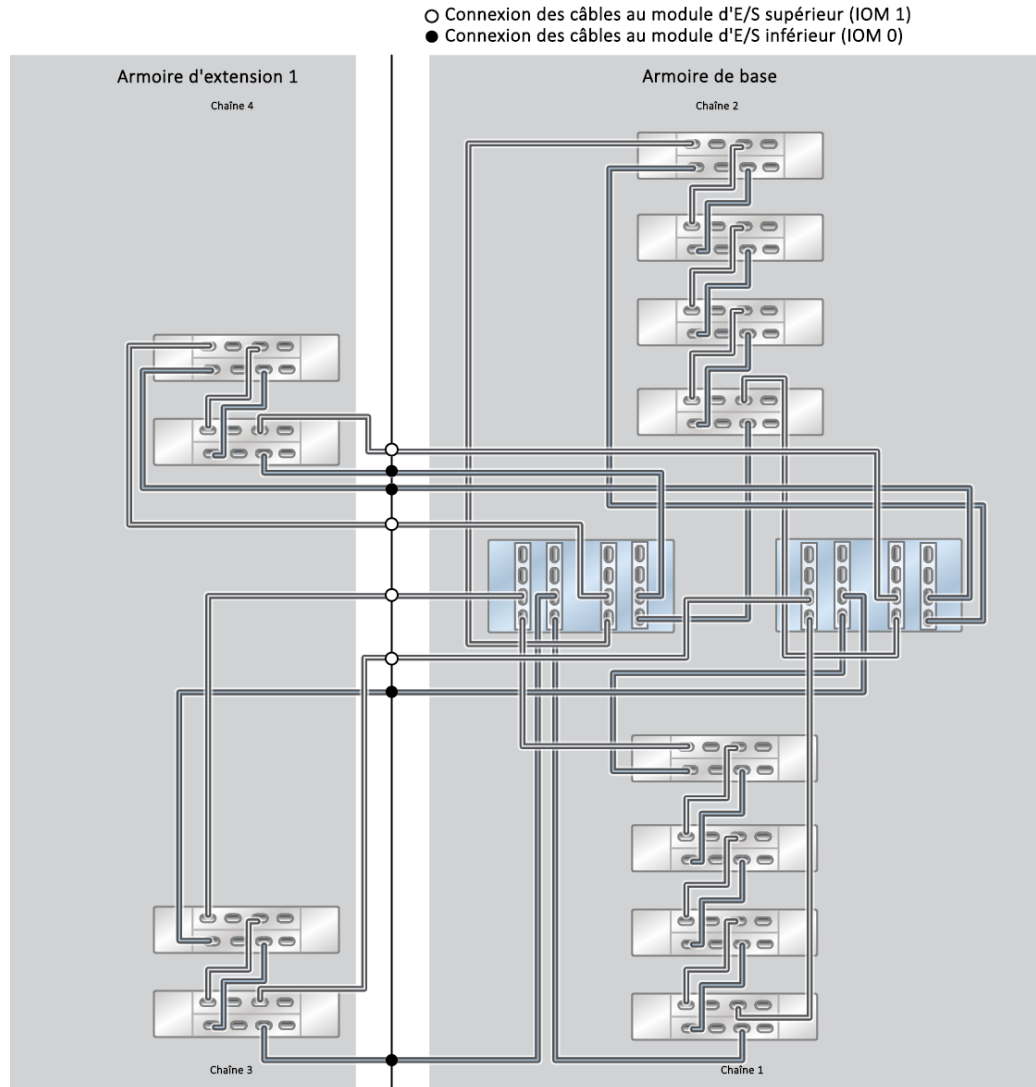 Connexion des câbles au module d'E/S supérieur (IOM 1)
Connexion des câbles au module d'E/S inférieur (IOM 0)
Armoire d'extension 1
Armoire de base
Chaîne 4
Chaîne 2
Chaîne 3
Chaîne 1